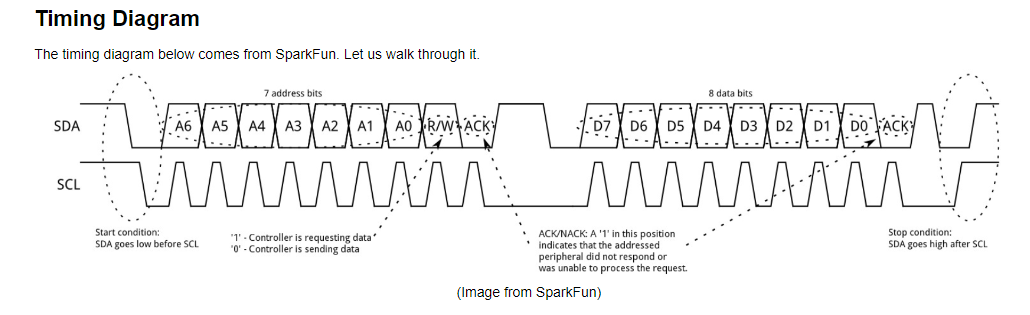 Timing Diagram
The timing diagram below comes from SparkFun. Let us walk through it.
7 address bits
8 data bits
SDA
A6 A5 A4 A3 A2 A1 A0 R/W ACK
D7 D6 D5 D4 D3 D2 D1 D0 ACK
SCL
Start condition:
SDA goes low before SCL
'1' - Controller is requesting data
'0' - Controller is sending data
ACK/NACK: A '1' in this position
indicates that the addressed
peripheral did not respond or
was unable to process the request.
Stop condition:
SDA goes high after SCL
(Image from SparkFun)